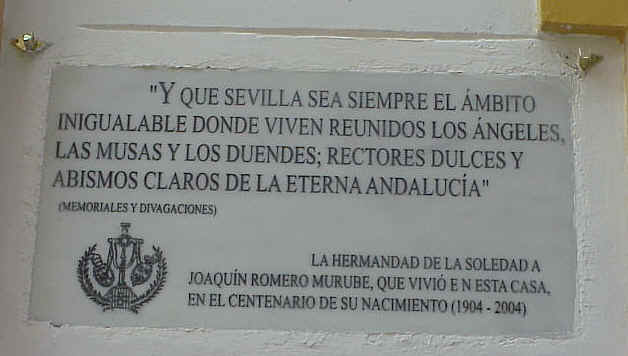 "Y QUE SEVILLA SEA SIEMPRE EL ÁMBITO
INIGUALABLE DONDE VIVEN REUNIDOS LOS ÁNGELES,
LAS MUSAS Y LOS DUENDES; RECTORES DULCES Y
ABISMOS CLAROS DE LA ETERNA ANDALUCÍA"
(MEMORIALES Y DIVAGACIONES)
LA HERMANDAD DE LA SOLEDAD A
JOAQUÍN ROMERO MURUBE, QUE VIVIÓ E N ESTA CASA,
EN EL CENTENARIO DE SU NACIMIENTO (1904 - 2004)